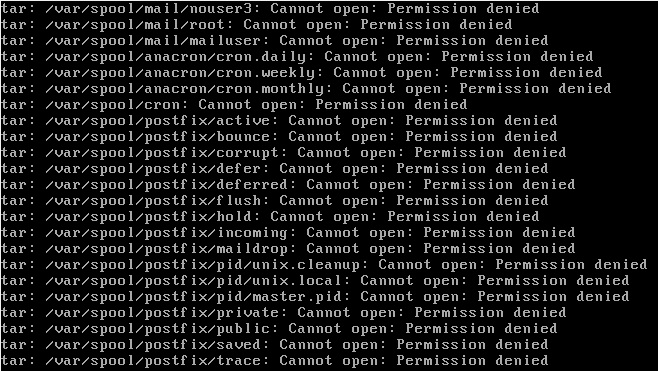 tar: /var/spool/mail/nouser3: Cannot open: Permission denied
tar: /var/spool/mail/root: Cannot open: Permission denied
tar: /var/spool/mail/mailuser: Cannot open: Permission denied
tar: /var/spool/anacron/cron.daily: Cannot open: Permission denied
tar: /var/spool/anacron/cron.weekly: Cannot open: Permission denied
tar: /var/spool/anacron/cron.monthly: Cannot open: Permission denied
tar: /var/spool/cron: Cannot open: Permission denied
tar: /var/spool/postfix/active: Cannot open: Permission denied
tar: /var/spool/postfix/bounce: Cannot open: Permission denied
tar: /var/spool/postfix/corrupt: Cannot open: Permission denied
tar: /var/spool/postfix/defer: Cannot open: Permission denied
tar: /var/spool/postfix/deferred: Cannot open: Permission denied
tar: /var/spool/postfix/flush: Cannot open: Permission denied
tar: /var/spool/postfix/hold: Cannot open: Permission denied
tar: /var/spool/postfix/incoming: Cannot open: Permission denied
tar: /var/spool/postfix/maildrop: Cannot open: Permission denied
tar: /var/spool/postfix/pid/unix.cleanup: Cannot open: Permission denied
tar: /var/spool/postfix/pid/unix.local: Cannot open: Permission denied
tar: /var/spool/postfix/pid/master.pid: Cannot open: Permission denied
tar: /var/spool/postfix/private: Cannot open: Permission denied
tar: /var/spool/postfix/public: Cannot open: Permission denied
tar: /var/spool/postfix/saved: Cannot open: Permission denied
tar: /var/spool/postfix/trace: Cannot open: Permission denied